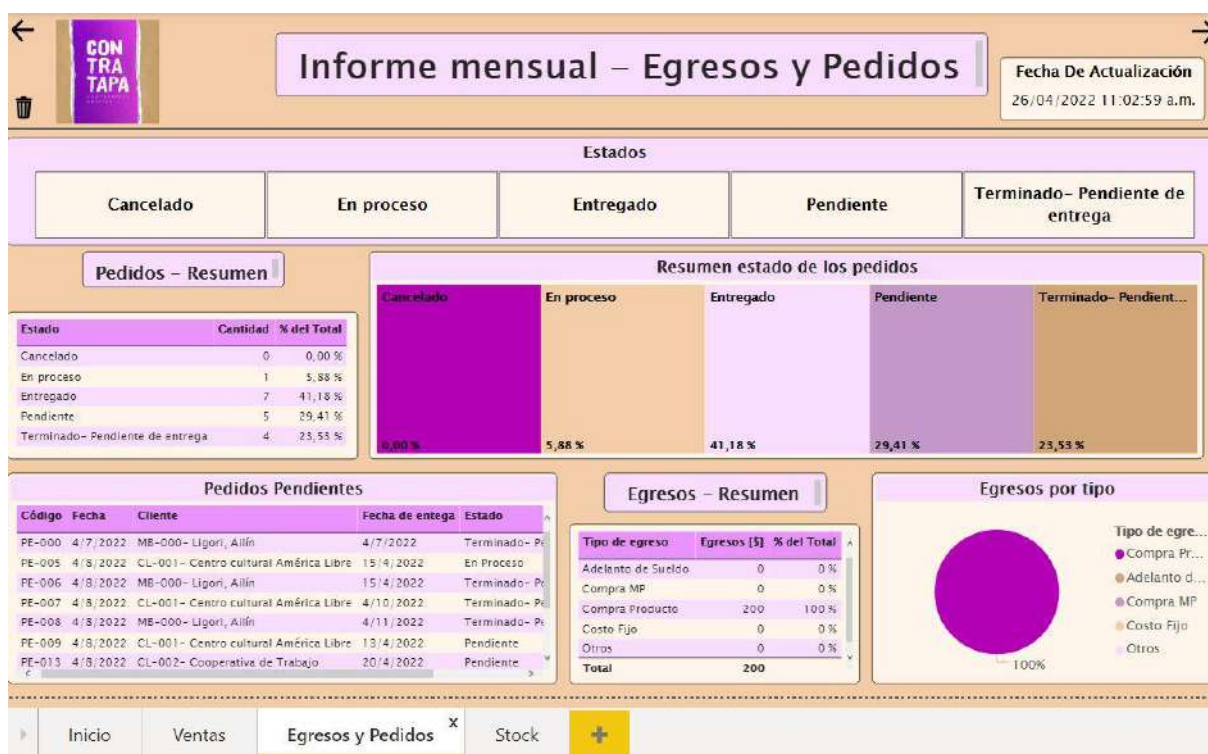 CON
TRA
TAPA
Informe mensual – Egresos y Pedidos
Fecha De Actualización
26/04/2022 11:02:59 a.m.
Estados
Cancelado
En proceso
Entregado
Pendiente
Terminado– Pendiente de
entrega
Pedidos – Resumen
Estado Cantidad % del Total
Cancelado 0 0,00 %
En proceso 1 5,88 %
Entregado 7 41,18 %
Pendiente 5 29,41 %
Terminado– Pendiente de entrega 4 23,53 %
Resumen estado de los pedidos
Cancelado En proceso Entregado Pendiente Terminado– Pendient...
0,00 % 5,88 % 41,18 % 29,41 % 23,53 %
Pedidos Pendientes
Código Fecha Cliente Fecha de entega Estado
PE-000 4/7/2022 MB-000– Ligori, Ailín 4/7/2022 Terminado– Pe
PE-005 4/8/2022 CL-001– Centro cultural América Libre 15/4/2022 En Proceso
PE-006 4/8/2022 MB-000– Ligori, Ailín 15/4/2022 Terminado– Pe
PE-007 4/8/2022 CL-001– Centro cultural América Libre 4/10/2022 Terminado– Pe
PE-008 4/8/2022 MB-000– Ligori, Ailín 4/11/2022 Terminado– Pe
PE-009 4/8/2022 CL-001– Centro cultural América Libre 13/4/2022 Pendiente
PE-013 4/8/2022 CL-002– Cooperativa de Trabajo 20/4/2022 Pendiente
Egresos – Resumen
Tipo de egreso Egresos [$] % del Total
Adelanto de Sueldo 0 0 %
Compra MP 0 0 %
Compra Producto 200 100 %
Costo Fijo 0 0 %
Otros 0 0 %
Total 200
Egresos por tipo
Tipo de egre...
Compra Pr...
Adelanto d...
Compra MP
Costo Fijo
Otros
100%
Inicio Ventas Egresos y Pedidos x Stock +